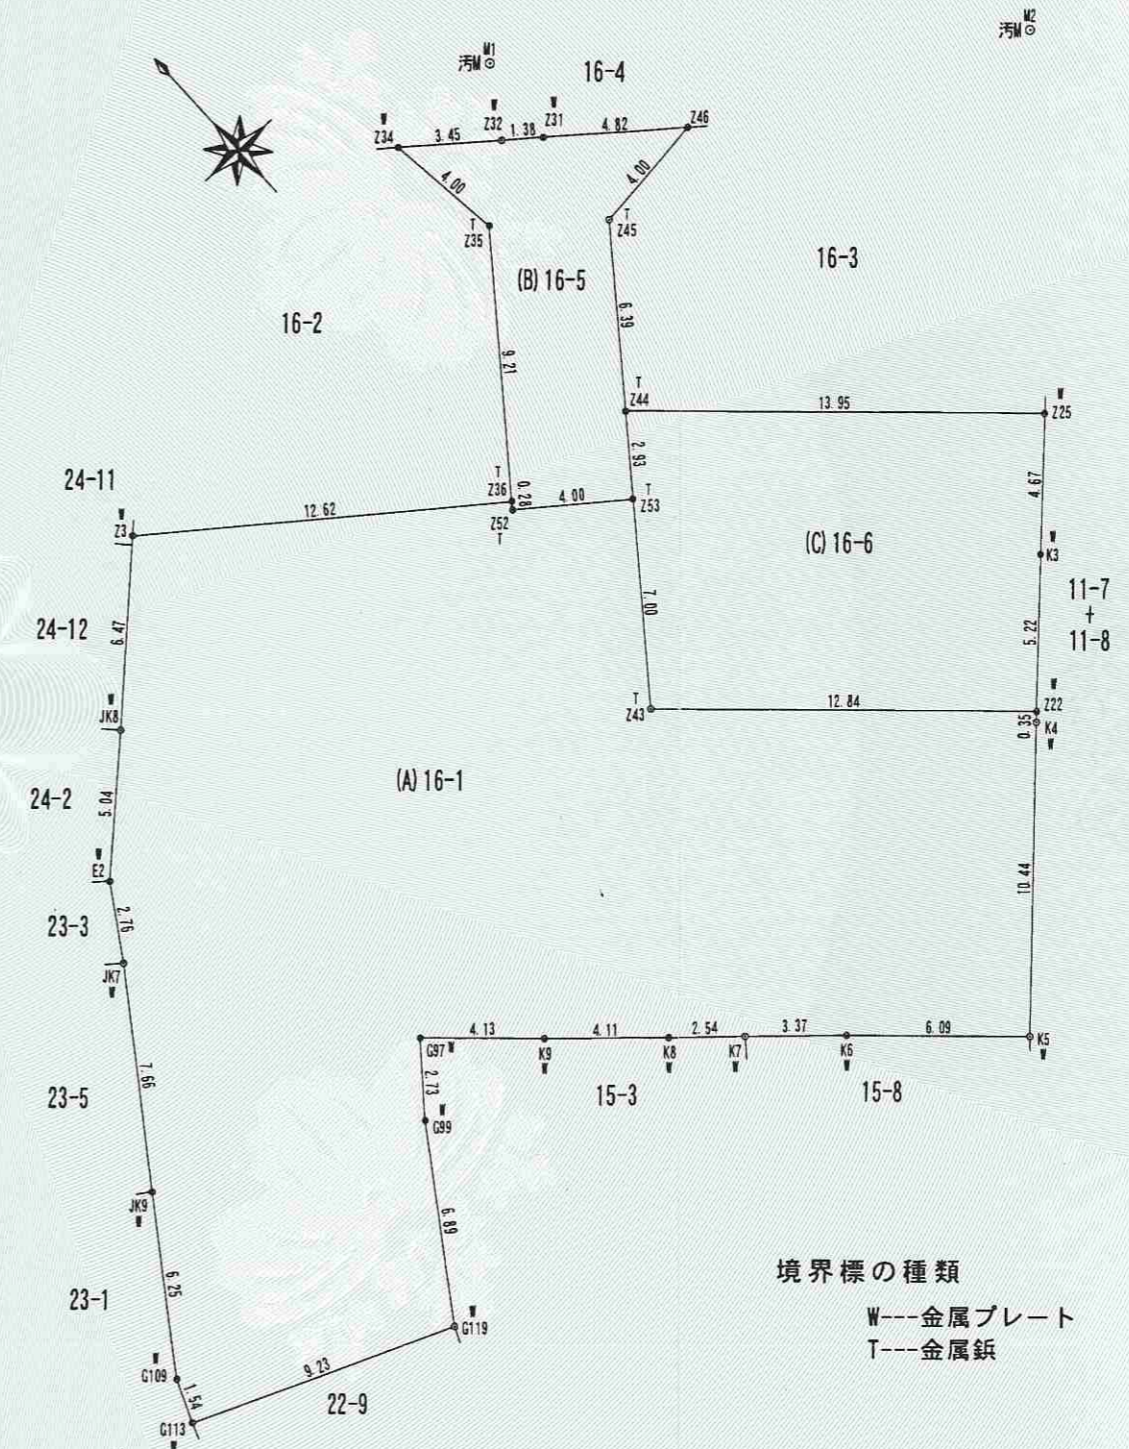 M2
汚M
M1
汚M
16-4
W
Z34
3.45
W
Z32
1.38
W
Z31
4.82
Z46
4.00
4.00
T
Z35
T
Z45
(B)16-5
16-3
16-2
6.39
9.21
T
Z44
13.95
W
Z25
2.93
4.67
24-11
W
Z3
12.62
T
Z36
0.28
Z52
T
4.00
T
Z53
(C)16-6
W
K3
11-7
+
11-8
24-12
6.47
7.00
5.22
W
JK8
T
Z43
12.84
W
Z22
0.35
K4
W
24-2
5.04
(A)16-1
W
E2
10.44
23-3
2.76
JK7
W
4.13
4.11
2.54
3.37
6.09
G97 W
K9
W
K8
W
K7
W
K6
W
K5
W
23-5
7.66
2.73
15-3
15-8
W
G99
JK9
W
6.89
23-1
6.25
境界標の種類
W---金属プレート
T---金属鋲
W
G119
W
G109
1.54
9.23
G113
W
22-9